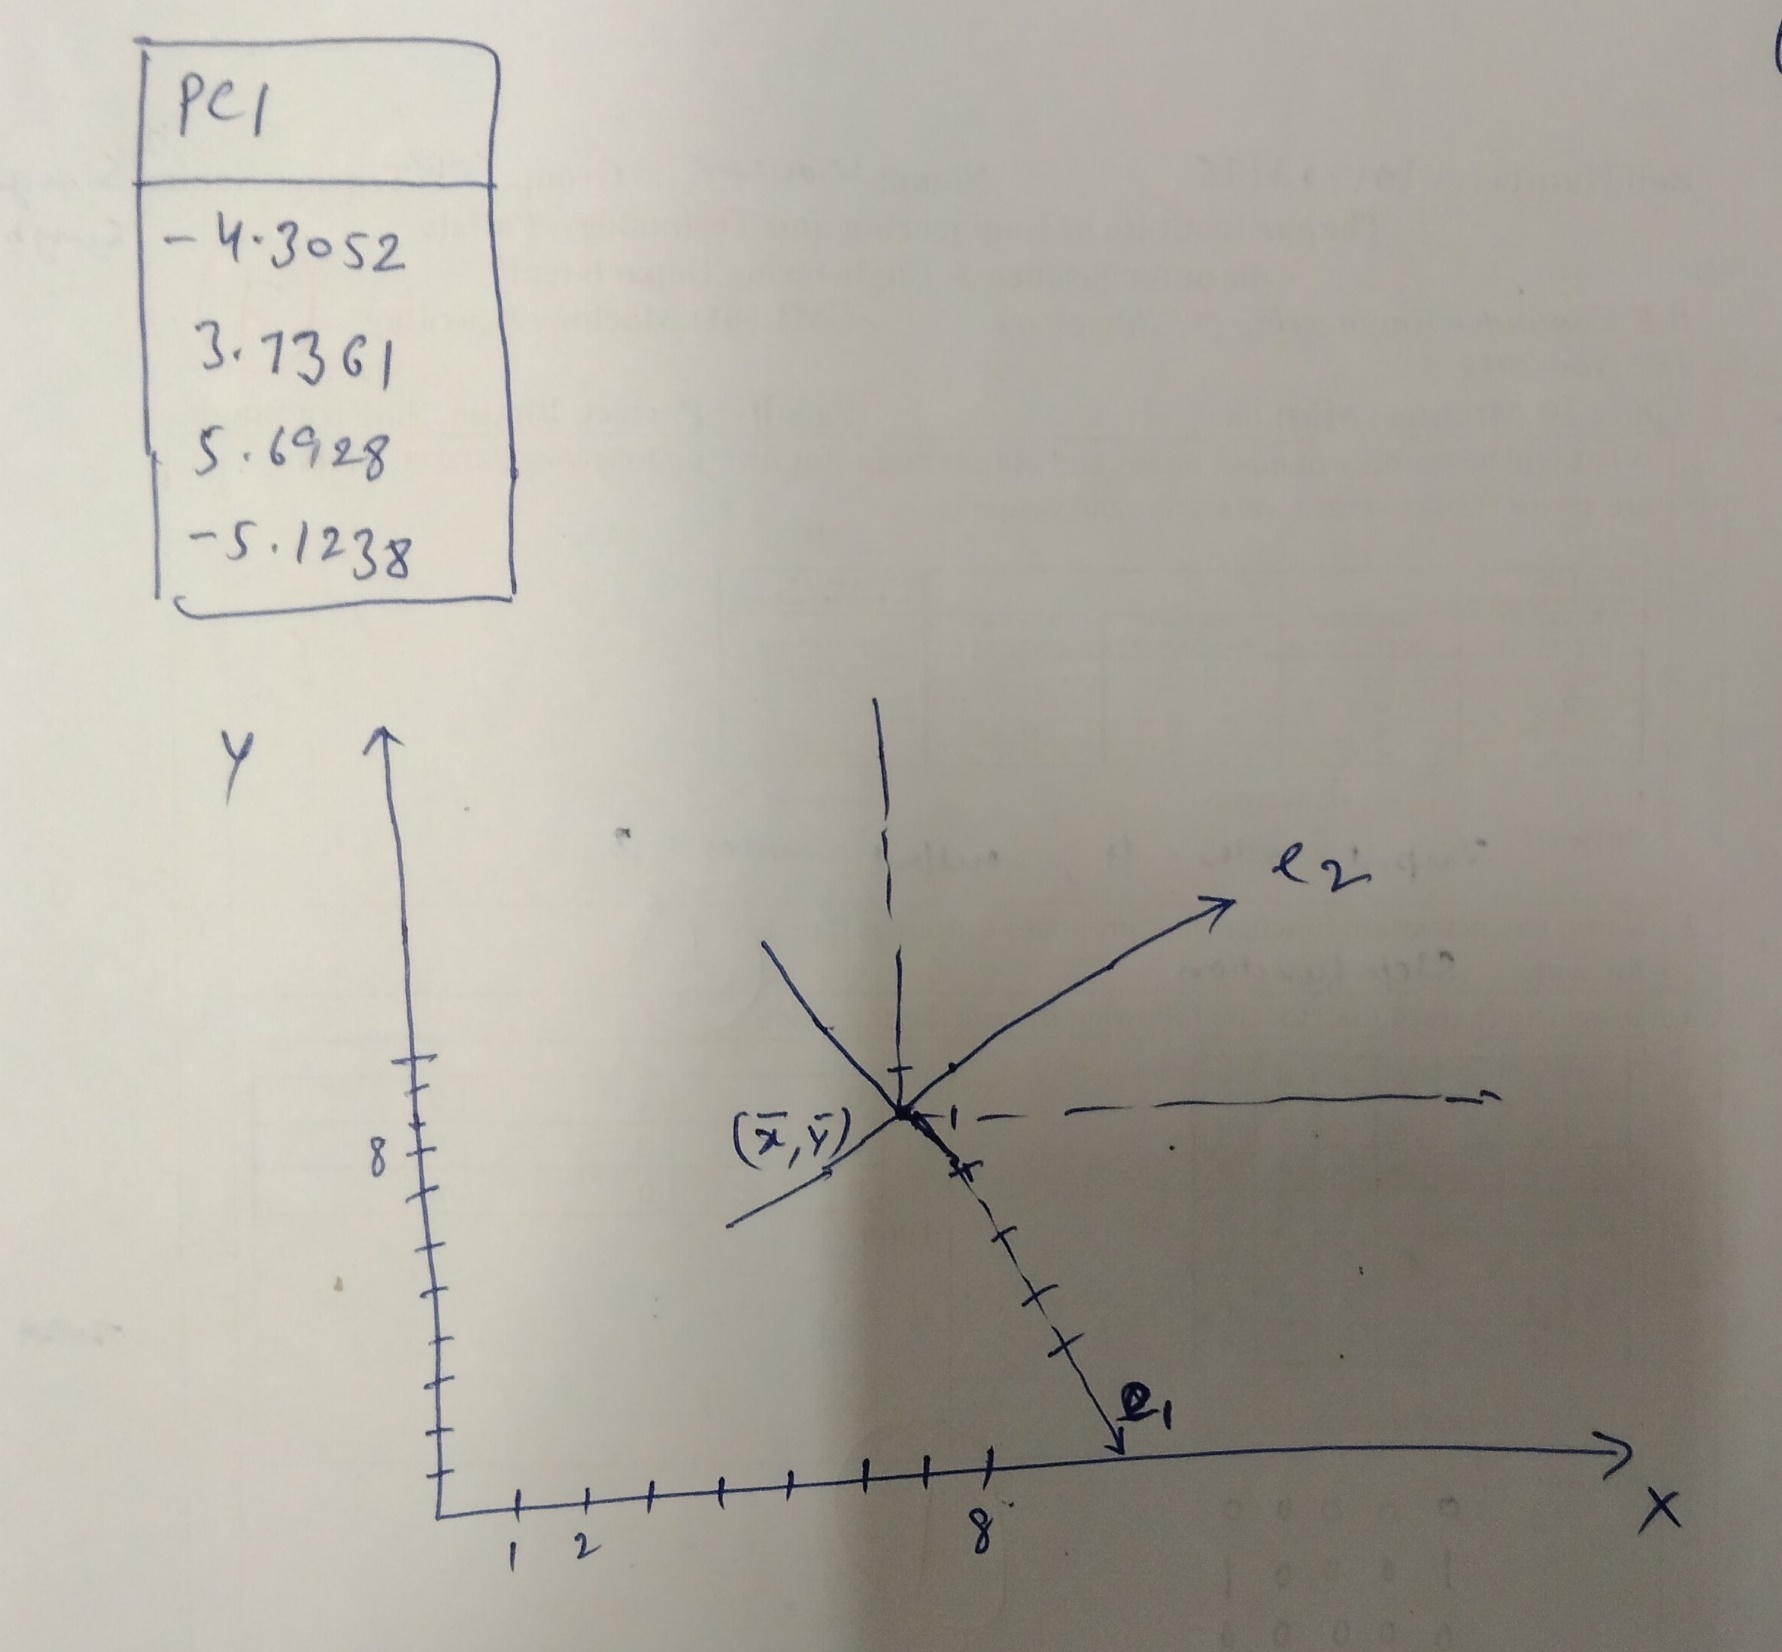 PC1
-4.3052
3.7361
5.6928
-5.1238
Y
e2
(x̄, ȳ)
8
e1
X
1 2 8